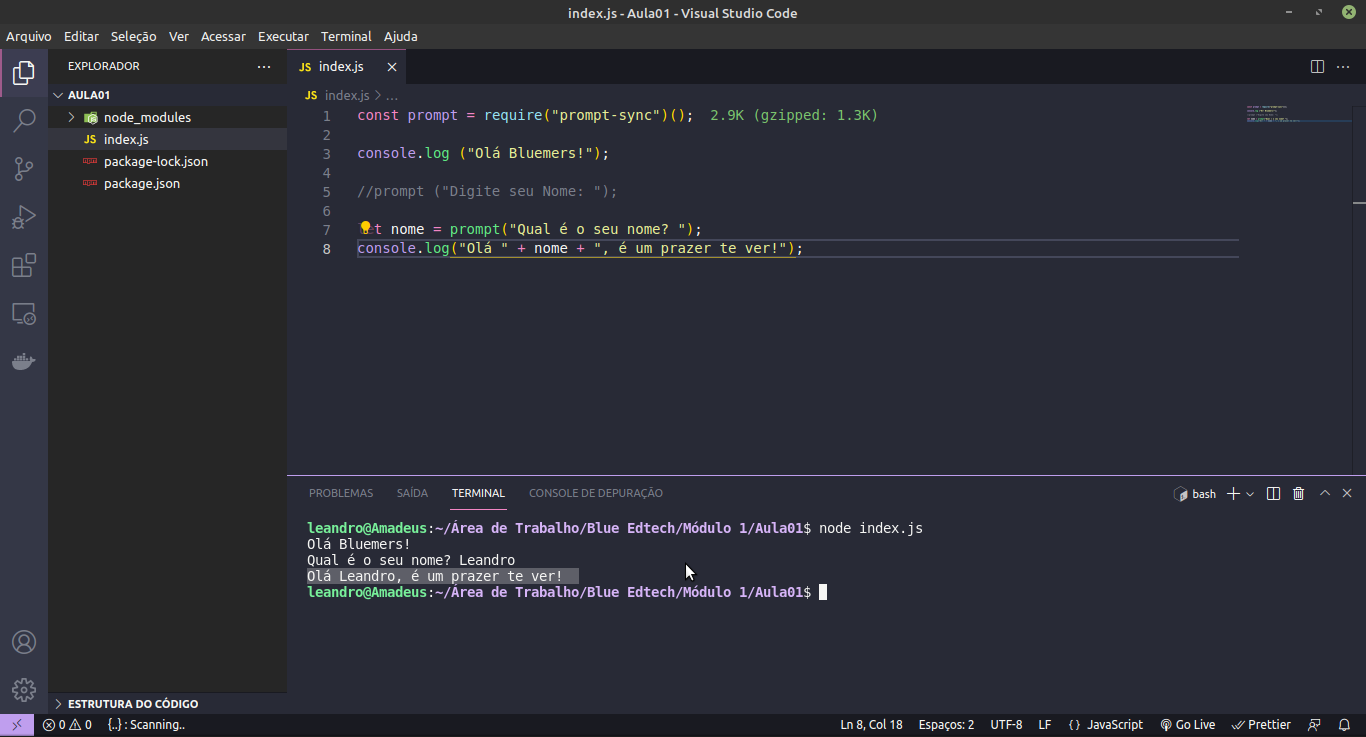 index.js - Aula01 - Visual Studio Code
Arquivo Editar Seleção Ver Acessar Executar Terminal Ajuda
EXPLORADOR ...
AULA01
node_modules
JS index.js
package-lock.json
package.json
ESTRUTURA DO CÓDIGO
JS index.js
JS index.js > ...
1 const prompt = require("prompt-sync")(); 2.9K (gzipped: 1.3K)
2
3 console.log ("Olá Bluemers!");
4
5 //prompt ("Digite seu Nome: ");
6
7 let nome = prompt("Qual é o seu nome? ");
8 console.log("Olá " + nome + ", é um prazer te ver!");
PROBLEMAS SAÍDA TERMINAL CONSOLE DE DEPURAÇÃO bash
leandro@Amadeus:~/Área de Trabalho/Blue Edtech/Módulo 1/Aula01$ node index.js
Olá Bluemers!
Qual é o seu nome? Leandro
Olá Leandro, é um prazer te ver!
leandro@Amadeus:~/Área de Trabalho/Blue Edtech/Módulo 1/Aula01$
0 0 {..} : Scanning.. Ln 8, Col 18 Espaços: 2 UTF-8 LF {} JavaScript Go Live Prettier